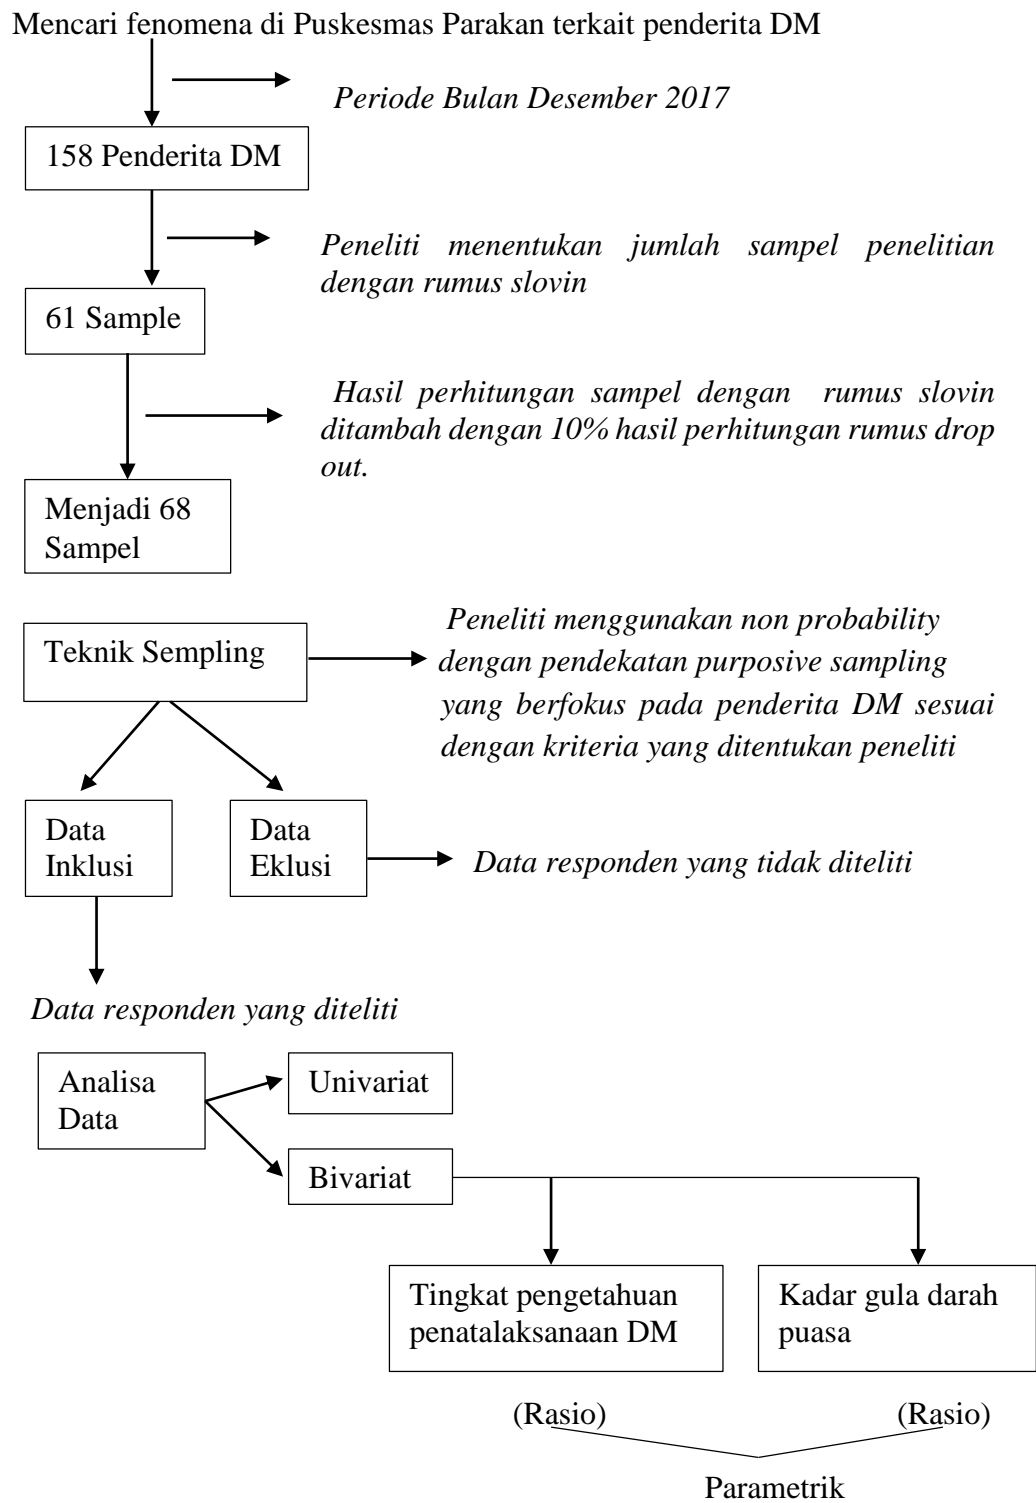 Mencari fenomena di Puskesmas Parakan terkait penderita DM
Periode Bulan Desember 2017
158 Penderita DM
Peneliti menentukan jumlah sampel penelitian
dengan rumus slovin
61 Sample
Hasil perhitungan sampel dengan rumus slovin
ditambah dengan 10% hasil perhitungan rumus drop
out.
Menjadi 68
Sampel
Teknik Sempling
Peneliti menggunakan non probability
dengan pendekatan purposive sampling
yang berfokus pada penderita DM sesuai
dengan kriteria yang ditentukan peneliti
Data
Inklusi
Data
Eklusi
Data responden yang tidak diteliti
Data responden yang diteliti
Analisa
Data
Univariat
Bivariat
Tingkat pengetahuan
penatalaksanaan DM
Kadar gula darah
puasa
(Rasio)
(Rasio)
Parametrik